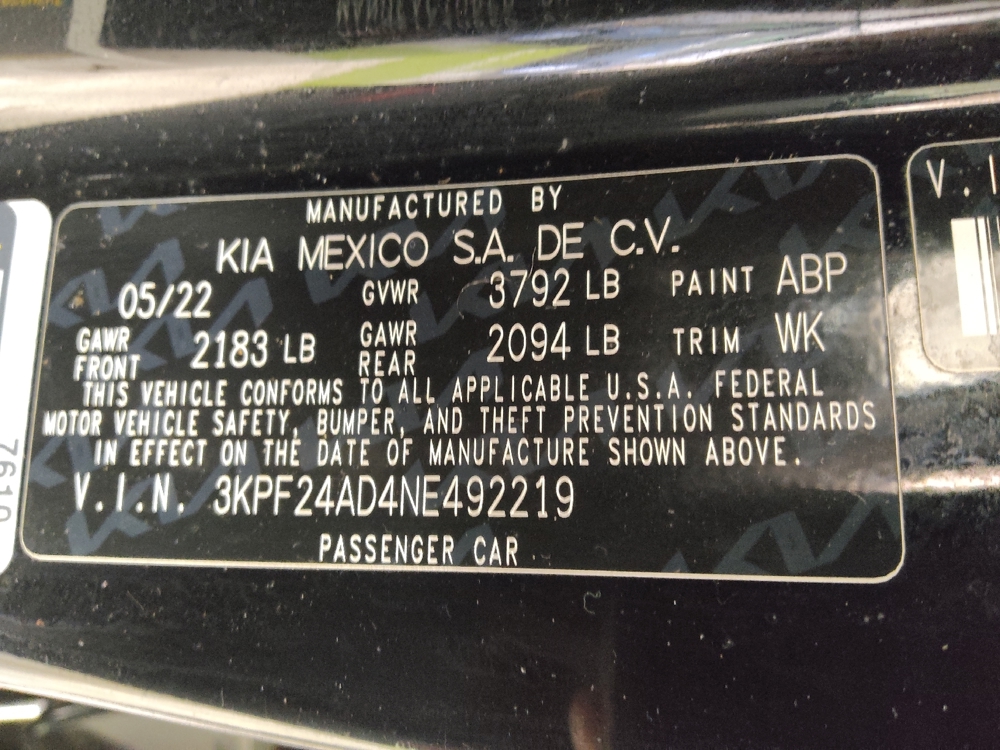 MANUFACTURED BY
KIA MEXICO S.A. DE C.V.
05/22 GVWR 3792 LB PAINT ABP
GAWR FRONT 2183 LB GAWR REAR 2094 LB TRIM WK
THIS VEHICLE CONFORMS TO ALL APPLICABLE U.S.A. FEDERAL
MOTOR VEHICLE SAFETY, BUMPER, AND THEFT PREVENTION STANDARDS
IN EFFECT ON THE DATE OF MANUFACTURE SHOWN ABOVE.
V.I.N. 3KPF24AD4NE492219
PASSENGER CAR
V.I
7610